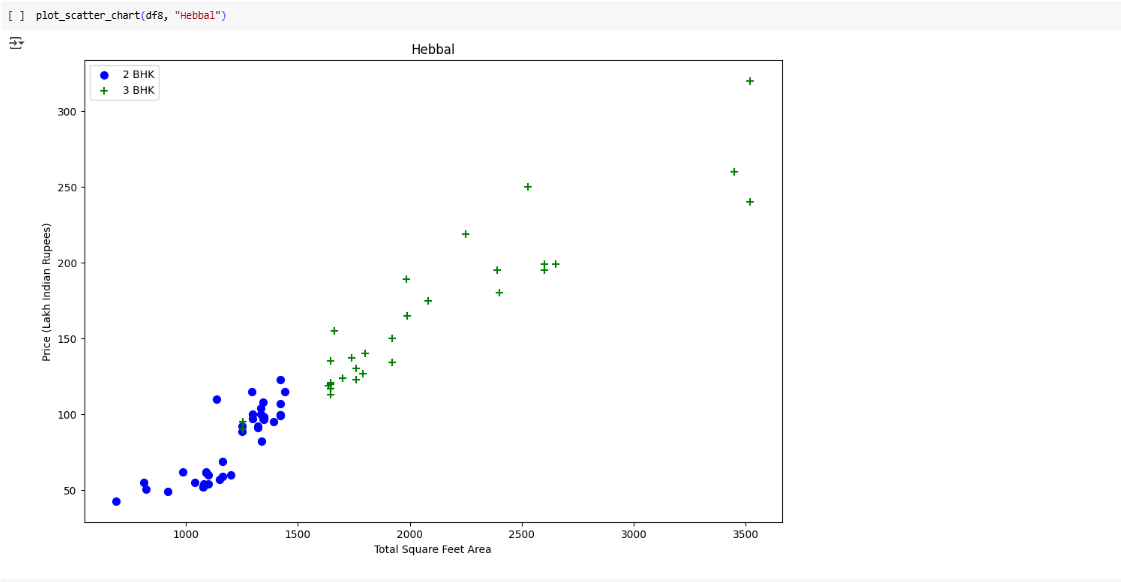 [ ] plot_scatter_chart(df8, "Hebbal")
Hebbal
2 BHK
3 BHK
300
250
200
150
100
50
Price (Lakh Indian Rupees)
1000 1500 2000 2500 3000 3500
Total Square Feet Area